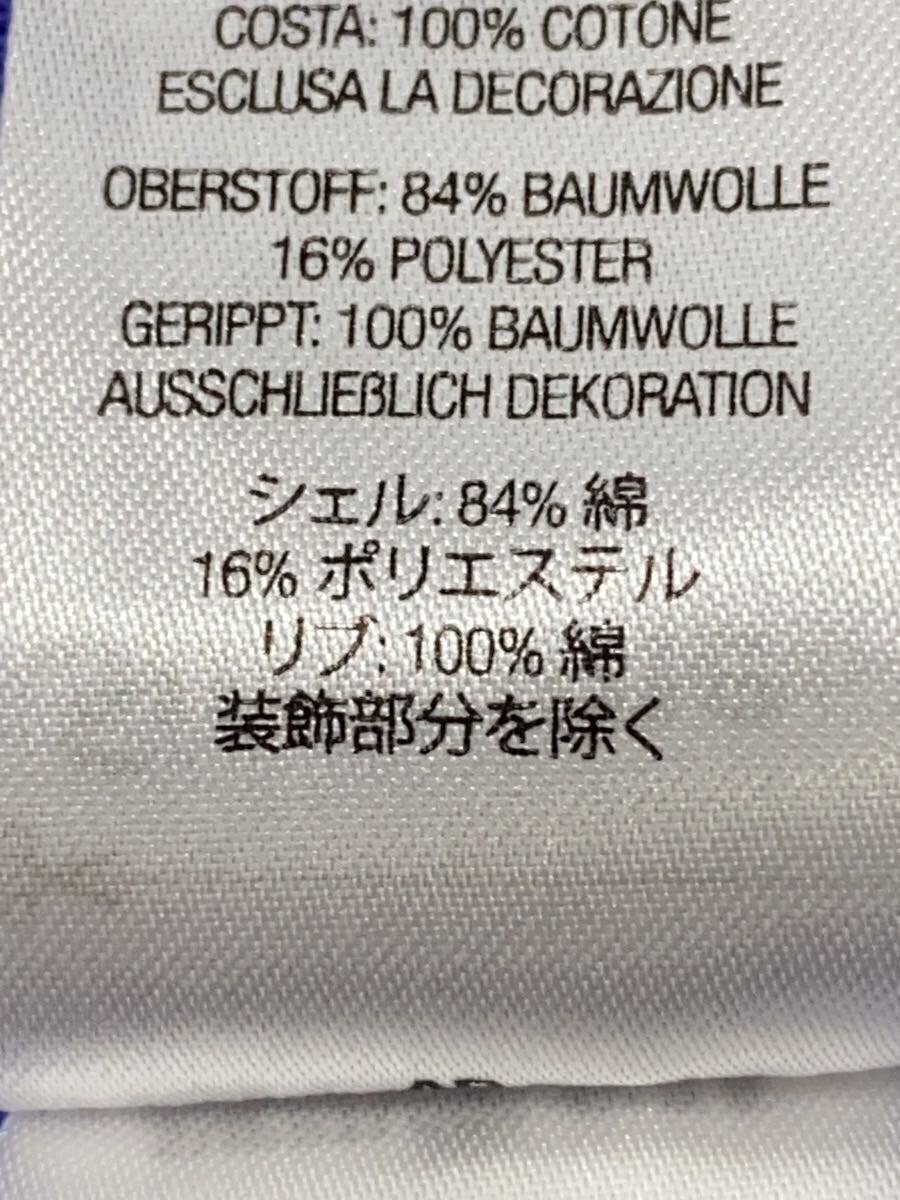 COSTA: 100% COTONE
ESCLUSA LA DECORAZIONE
OBERSTOFF: 84% BAUMWOLLE
16% POLYESTER
GERIPPT: 100% BAUMWOLLE
AUSSCHLIEßLICH DEKORATION
シェル: 84% 綿
16% ポリエステル
リブ: 100% 綿
装飾部分を除く